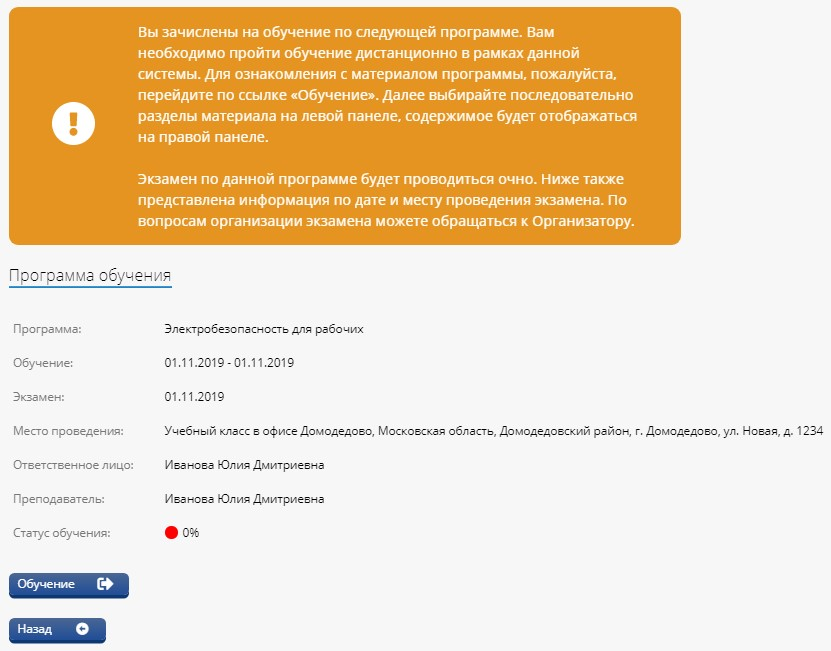 Вы зачислены на обучение по следующей программе. Вам
необходимо пройти обучение дистанционно в рамках данной
системы. Для ознакомления с материалом программы, пожалуйста,
перейдите по ссылке «Обучение». Далее выбирайте последовательно
разделы материала на левой панеле, содержимое будет отображаться
на правой панеле.
Экзамен по данной программе будет проводиться очно. Ниже также
представлена информация по дате и месту проведения экзамена. По
вопросам организации экзамена можете обращаться к Организатору.
Программа обучения
Программа: Электробезопасность для рабочих
Обучение: 01.11.2019 - 01.11.2019
Экзамен: 01.11.2019
Место проведения: Учебный класс в офисе Домодедово, Московская область, Домодедовский район, г. Домодедово, ул. Новая, д. 1234
Ответственное лицо: Иванова Юлия Дмитриевна
Преподаватель: Иванова Юлия Дмитриевна
Статус обучения: 0%
Обучение
Назад